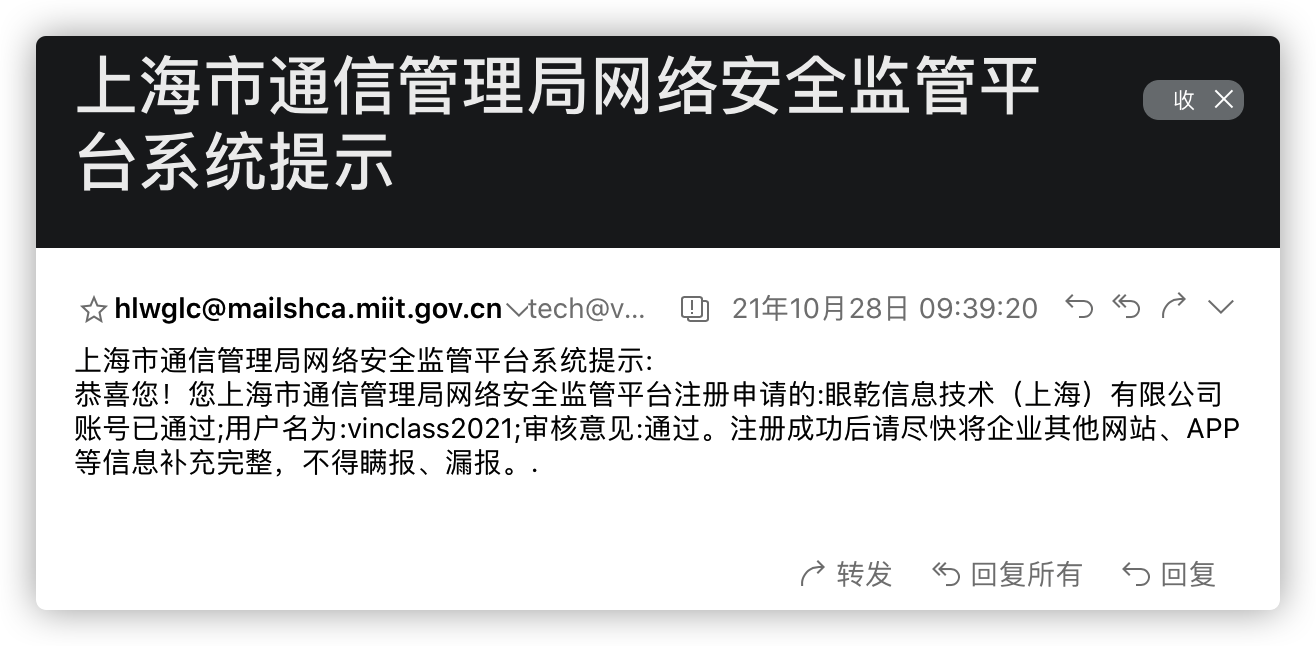 上海市通信管理局网络安全监管平
台系统提示
收
hlwglc@mailshca.miit.gov.cn tech@v... 21年10月28日 09:39:20
上海市通信管理局网络安全监管平台系统提示:
恭喜您！您上海市通信管理局网络安全监管平台注册申请的:眼乾信息技术（上海）有限公司
账号已通过;用户名为:vinclass2021;审核意见:通过。注册成功后请尽快将企业其他网站、APP
等信息补充完整，不得瞒报、漏报。.
转发 回复所有 回复